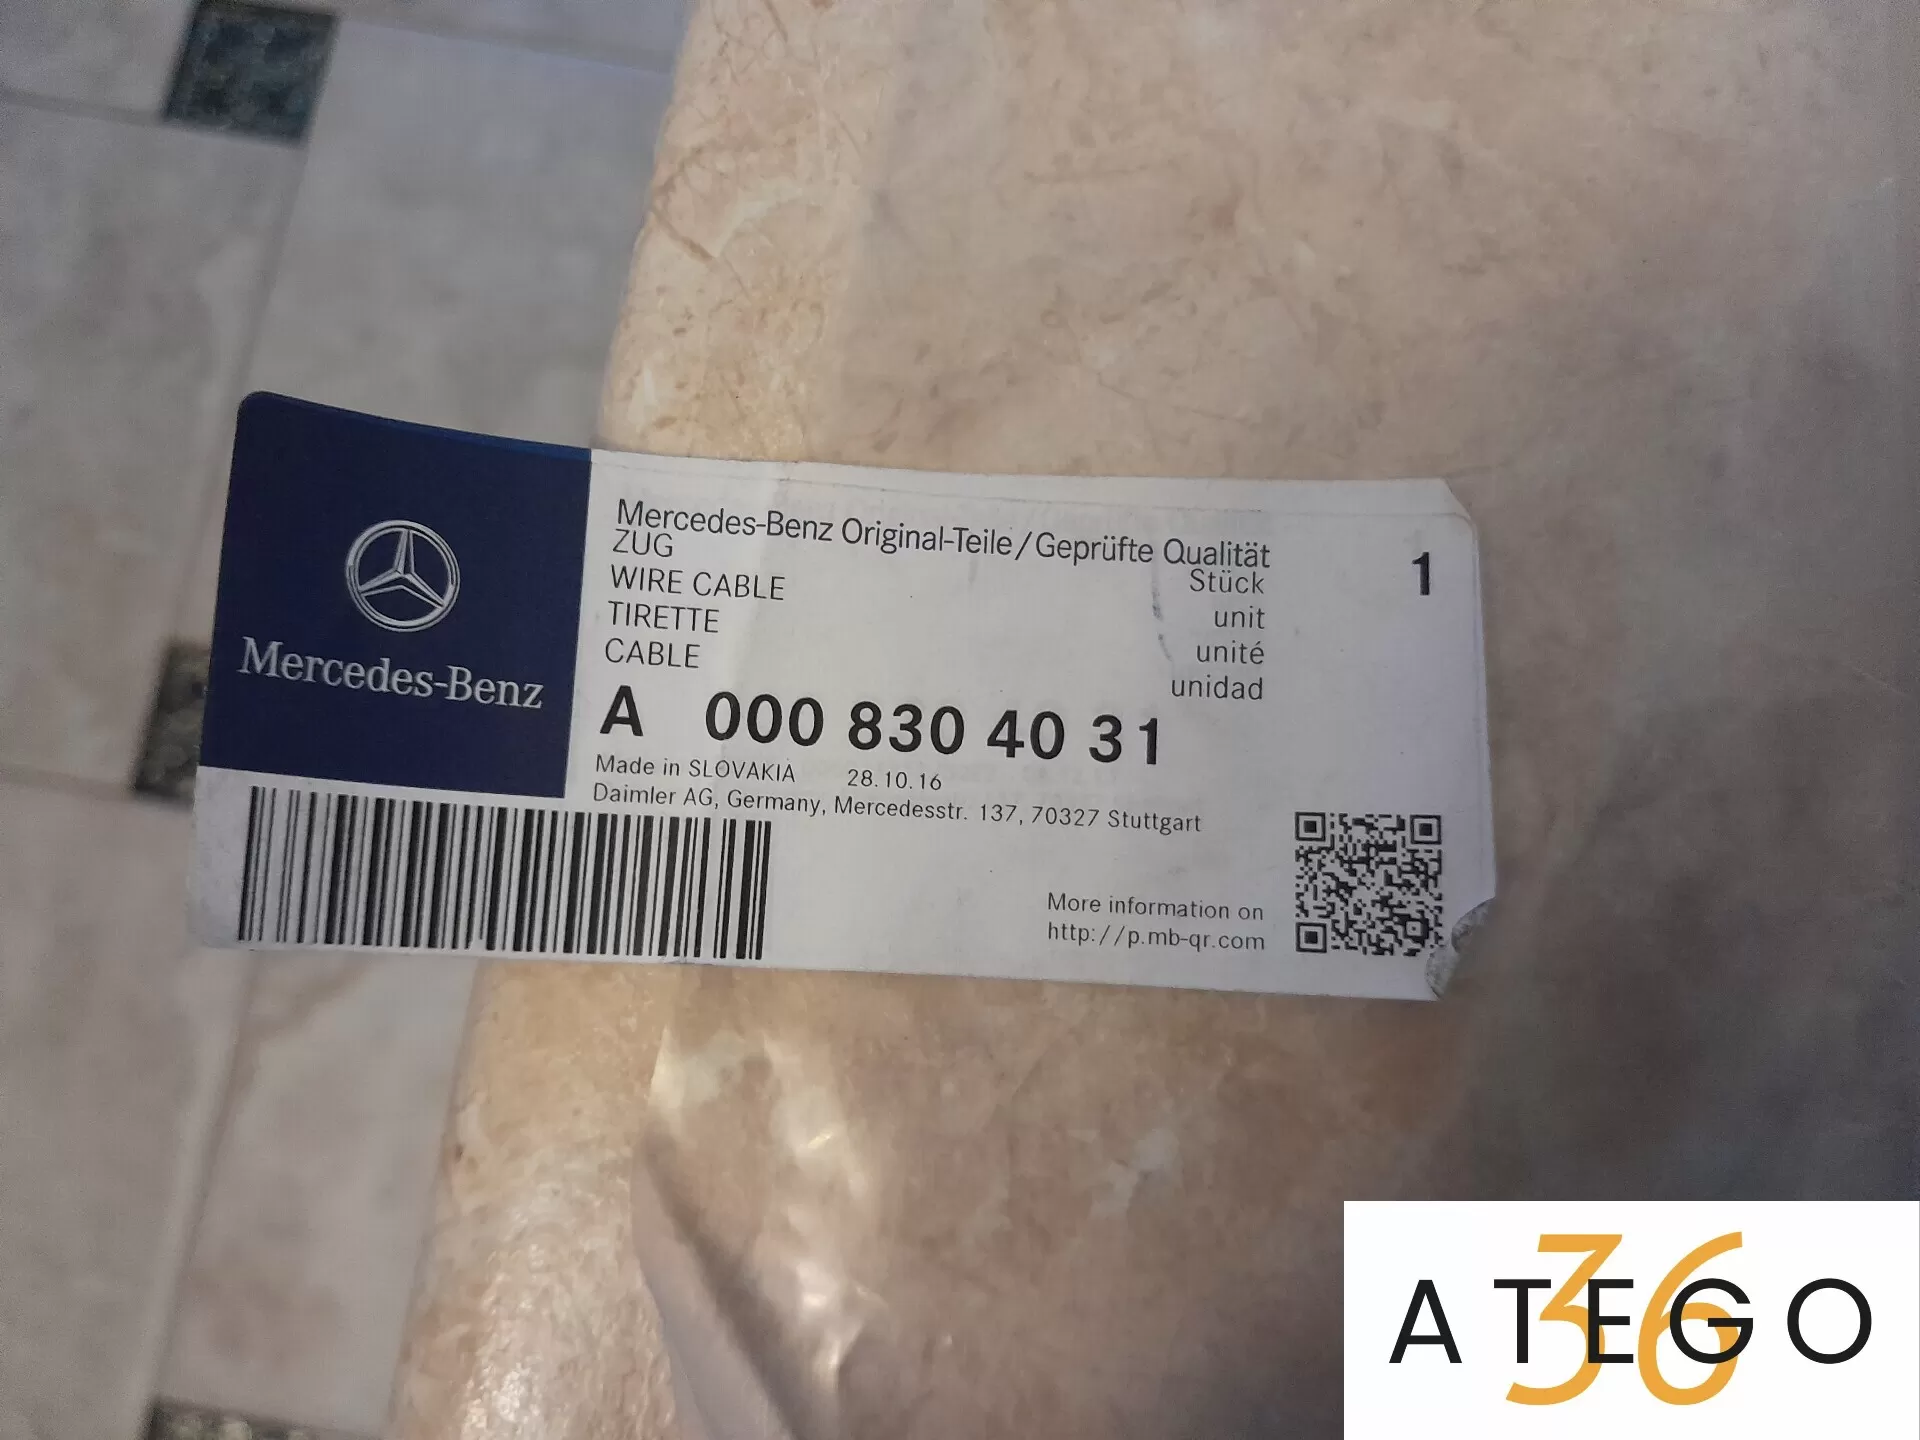 Mercedes-Benz
Mercedes-Benz Original-Teile/Geprüfte Qualität
ZUG
WIRE CABLE
TIRETTE
CABLE
Stück
unit
unité
unidad
1
A 000 830 40 31
Made in SLOVAKIA 28.10.16
Daimler AG, Germany, Mercedesstr. 137, 70327 Stuttgart
More information on
http://p.mb-qr.com
ATEGO
36